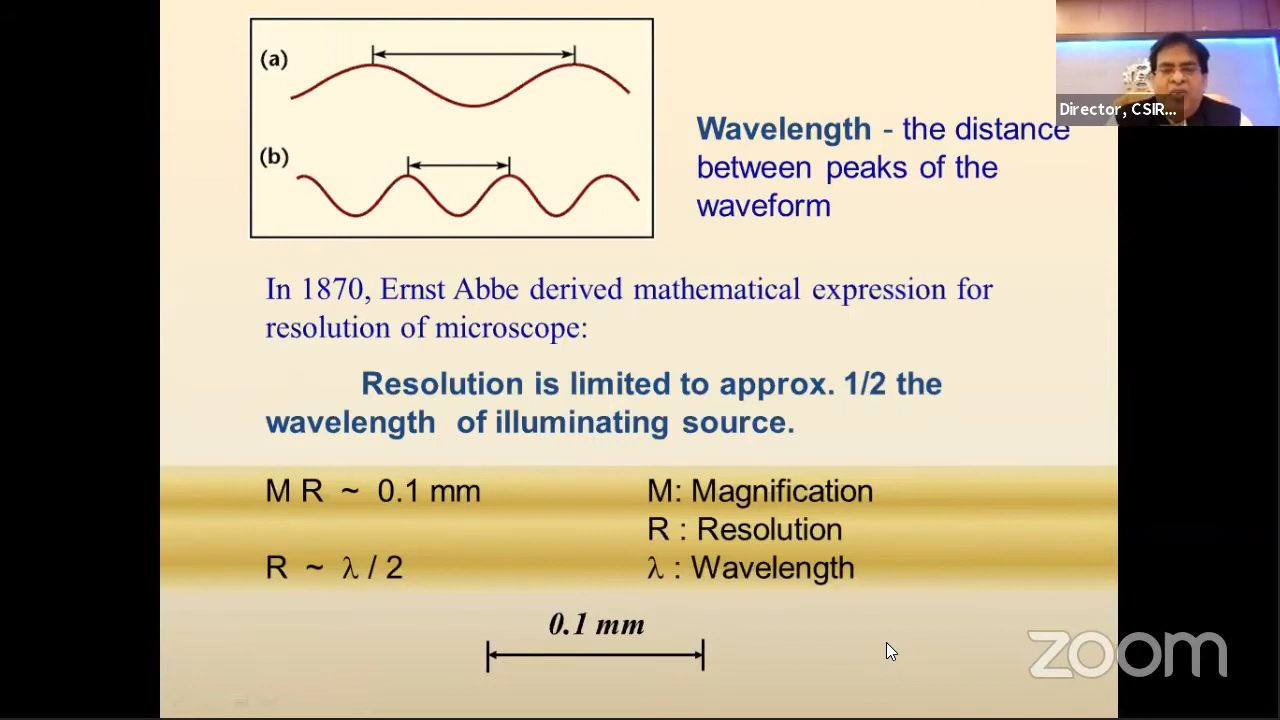 (a)
(b)
Wavelength - the distance
between peaks of the
waveform
Director, CSIR...
In 1870, Ernst Abbe derived mathematical expression for
resolution of microscope:
Resolution is limited to approx. 1/2 the
wavelength of illuminating source.
M R ~ 0.1 mm
M: Magnification
R : Resolution
R ~ λ / 2
λ : Wavelength
0.1 mm
zoom